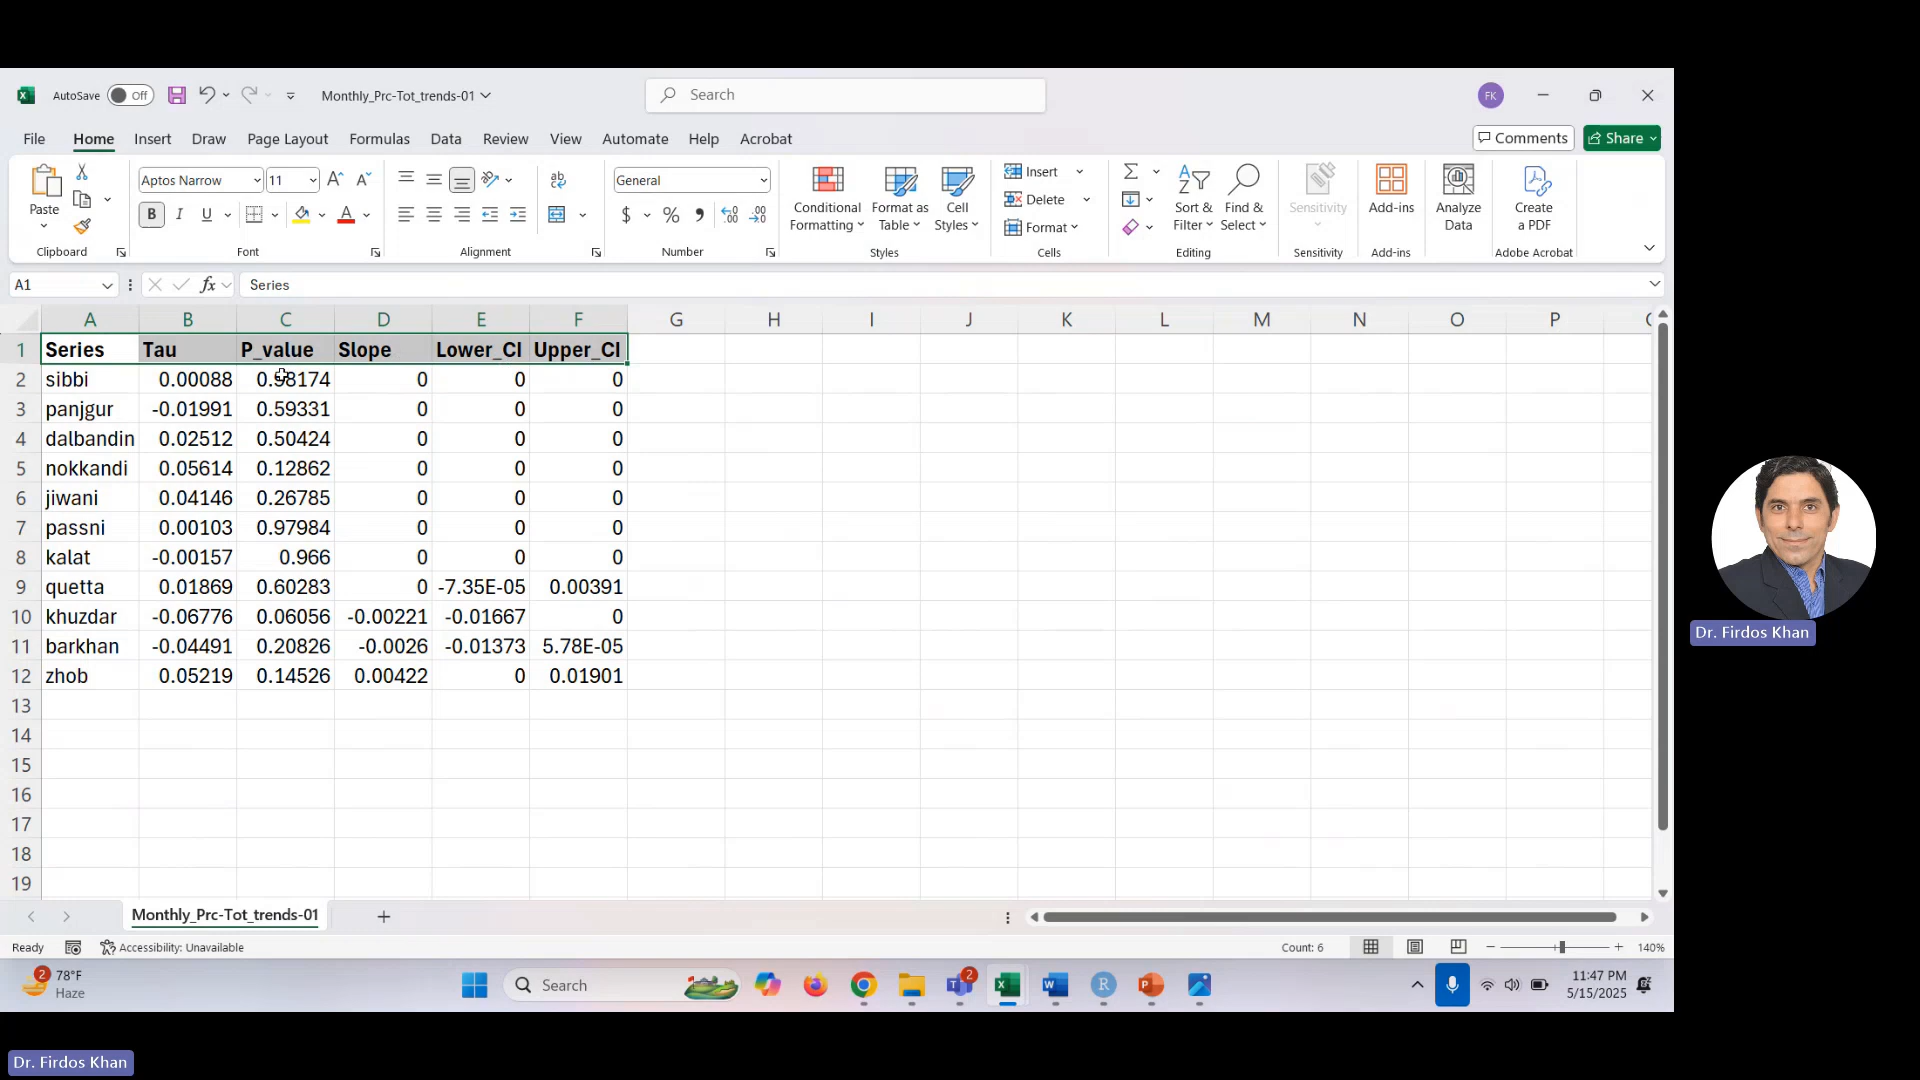 AutoSave Off Monthly_Prc-Tot_trends-01 Search FK
File Home Insert Draw Page Layout Formulas Data Review View Automate Help Acrobat Comments Share
Paste Aptos Narrow 11 General Conditional Formatting Format as Table Cell Styles Insert Delete Format Sort & Filter Find & Select Sensitivity Add-ins Analyze Data Create a PDF
Clipboard Font Alignment Number Styles Cells Editing Sensitivity Add-ins Adobe Acrobat
A1 fx Series
A B C D E F G H I J K L M N O P
1 Series Tau P_value Slope Lower_CI Upper_CI
2 sibbi 0.00088 0.98174 0 0 0
3 panjgur -0.01991 0.59331 0 0 0
4 dalbandin 0.02512 0.50424 0 0 0
5 nokkandi 0.05614 0.12862 0 0 0
6 jiwani 0.04146 0.26785 0 0 0
7 passni 0.00103 0.97984 0 0 0
8 kalat -0.00157 0.966 0 0 0
9 quetta 0.01869 0.60283 0 -7.35E-05 0.00391
10 khuzdar -0.06776 0.06056 -0.00221 -0.01667 0
11 barkhan -0.04491 0.20826 -0.0026 -0.01373 5.78E-05
12 zhob 0.05219 0.14526 0.00422 0 0.01901
13
14
15
16
17
18
19
Monthly_Prc-Tot_trends-01
Ready Accessibility: Unavailable Count: 6 140%
2 78°F Search 2 11:47 PM
Haze 5/15/2025
Dr. Firdos Khan
Dr. Firdos Khan